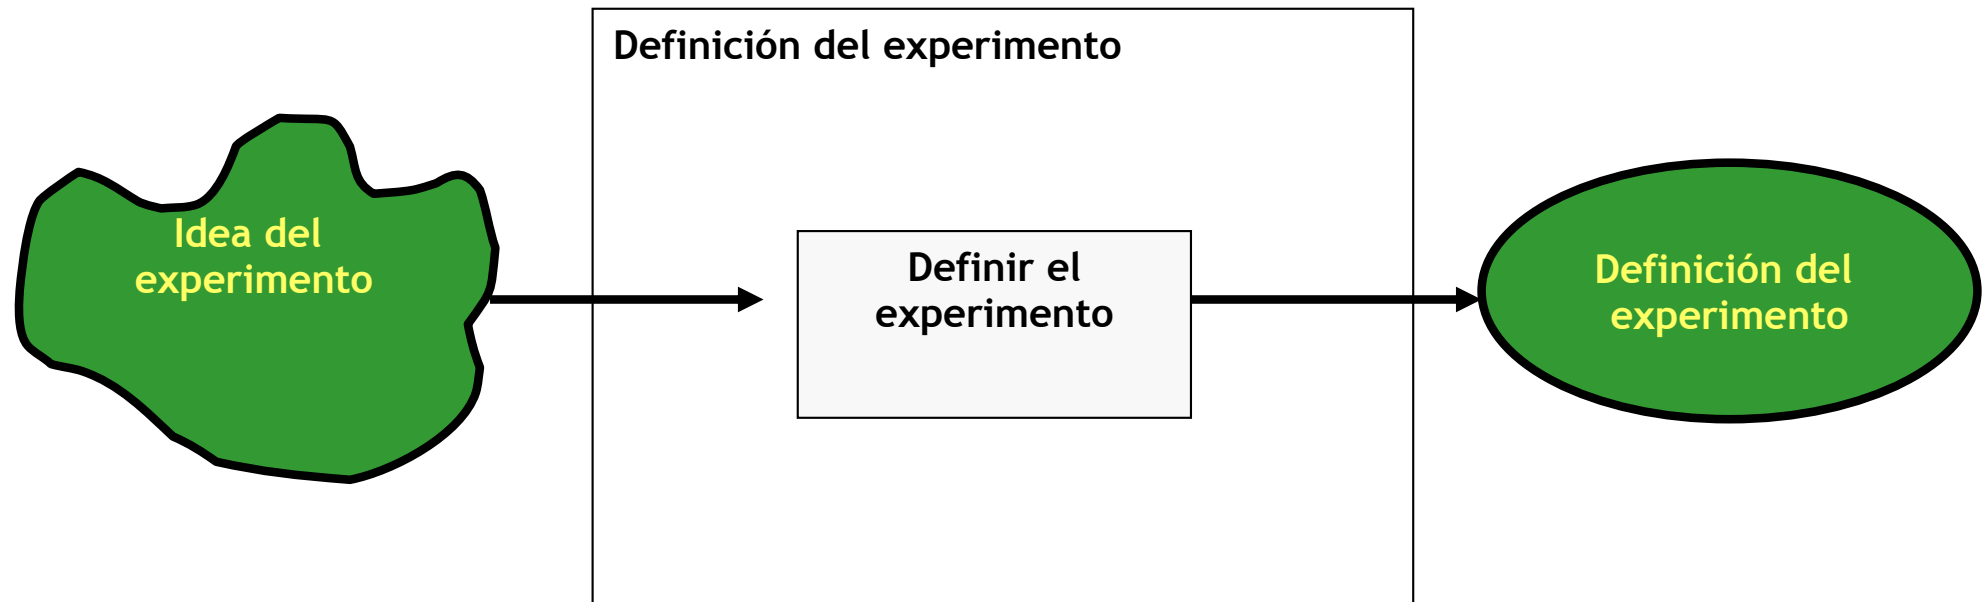 Definición del experimento
Idea del
experimento
Definir el
experimento
Definición del
experimento